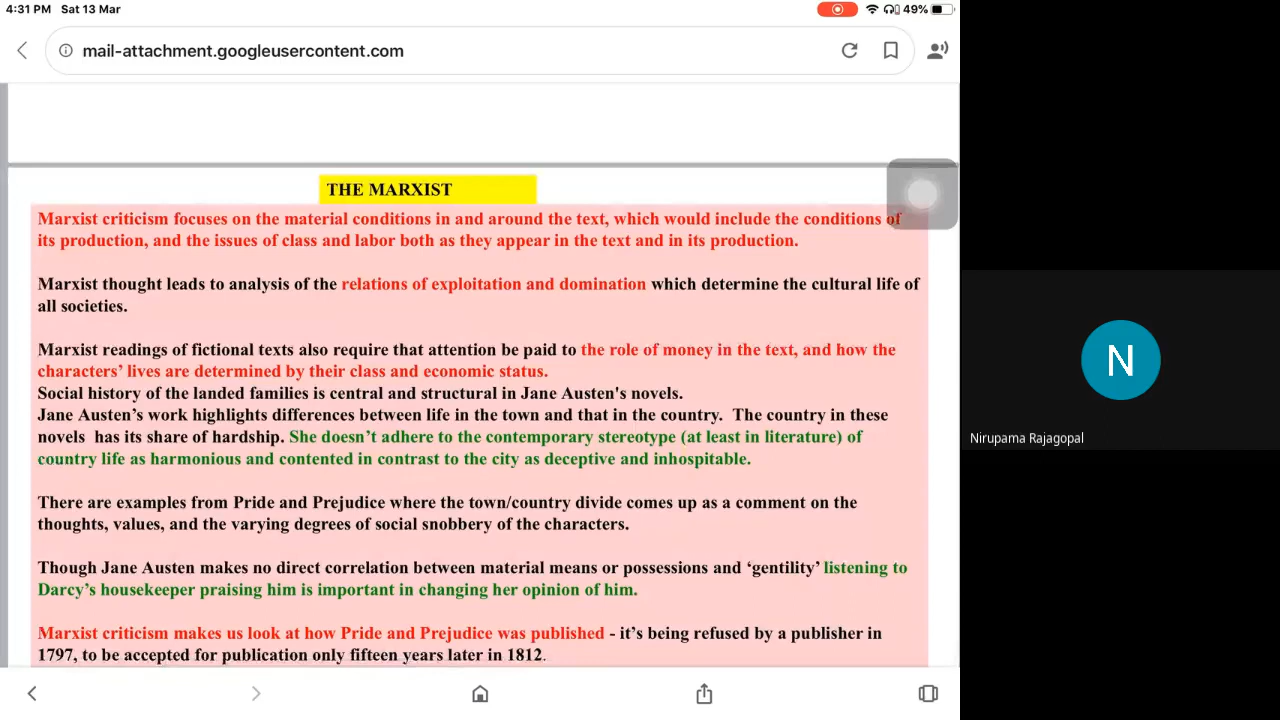 4:31 PM Sat 13 Mar
49%
mail-attachment.googleusercontent.com
THE MARXIST
Marxist criticism focuses on the material conditions in and around the text, which would include the conditions of
its production, and the issues of class and labor both as they appear in the text and in its production.
Marxist thought leads to analysis of the relations of exploitation and domination which determine the cultural life of
all societies.
Marxist readings of fictional texts also require that attention be paid to the role of money in the text, and how the
characters' lives are determined by their class and economic status.
Social history of the landed families is central and structural in Jane Austen's novels.
Jane Austen's work highlights differences between life in the town and that in the country. The country in these
novels has its share of hardship. She doesn't adhere to the contemporary stereotype (at least in literature) of
country life as harmonious and contented in contrast to the city as deceptive and inhospitable.
There are examples from Pride and Prejudice where the town/country divide comes up as a comment on the
thoughts, values, and the varying degrees of social snobbery of the characters.
Though Jane Austen makes no direct correlation between material means or possessions and ‘gentility’ listening to
Darcy's housekeeper praising him is important in changing her opinion of him.
Marxist criticism makes us look at how Pride and Prejudice was published - it's being refused by a publisher in
1797, to be accepted for publication only fifteen years later in 1812.
N
Nirupama Rajagopal